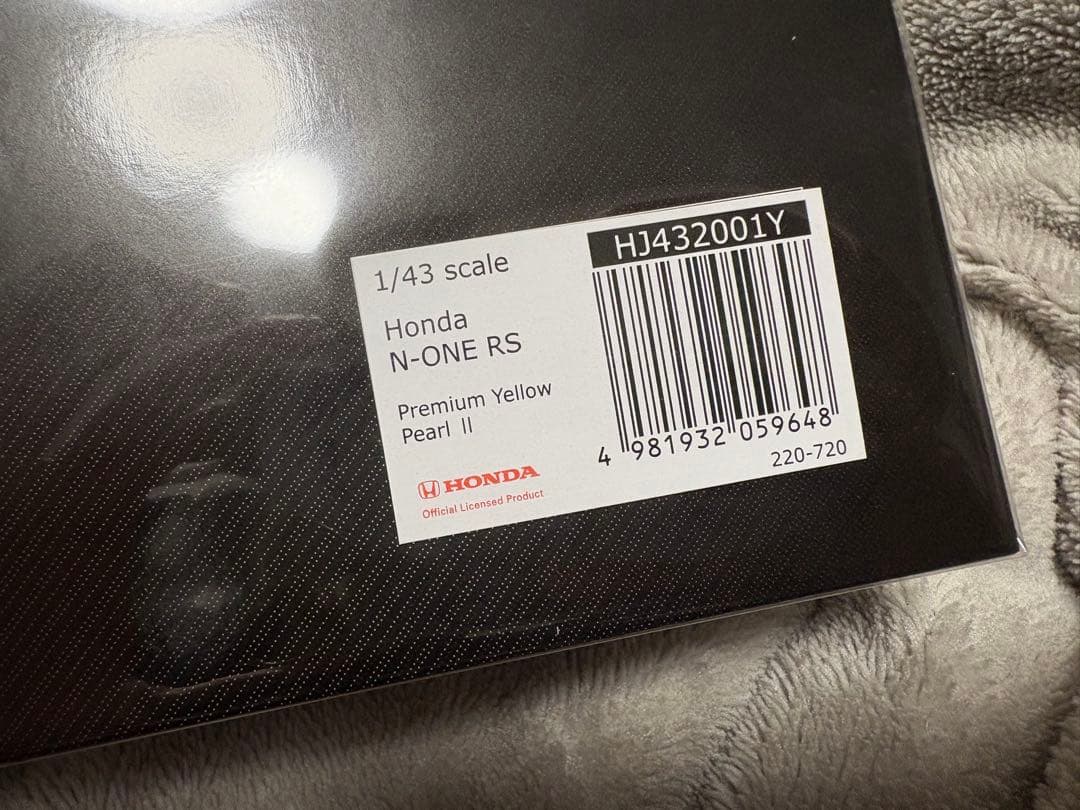 1/43 scale
Honda
N-ONE RS
Premium Yellow
Pearl II
HONDA
Official Licensed Product
HJ432001Y
4 981932 059648
220-720